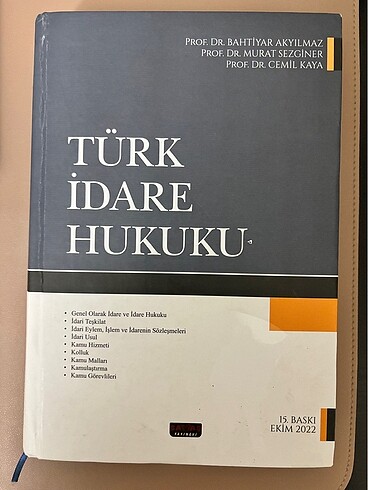 PROF. DR. BAHTİYAR AKYILMAZ
PROF. DR. MURAT SEZGİNER
PROF. DR. CEMİL KAYA
TÜRK
İDARE
HUKUKU
• Genel Olarak İdare ve İdare Hukuku
• İdari Teşkilat
• İdari Eylem, İşlem ve İdarenin Sözleşmeleri
• İdari Usul
• Kamu Hizmeti
• Kolluk
• Kamu Malları
• Kamulaştırma
• Kamu Görevlileri
15. BASKI
EKİM 2022
YAYINEVİ